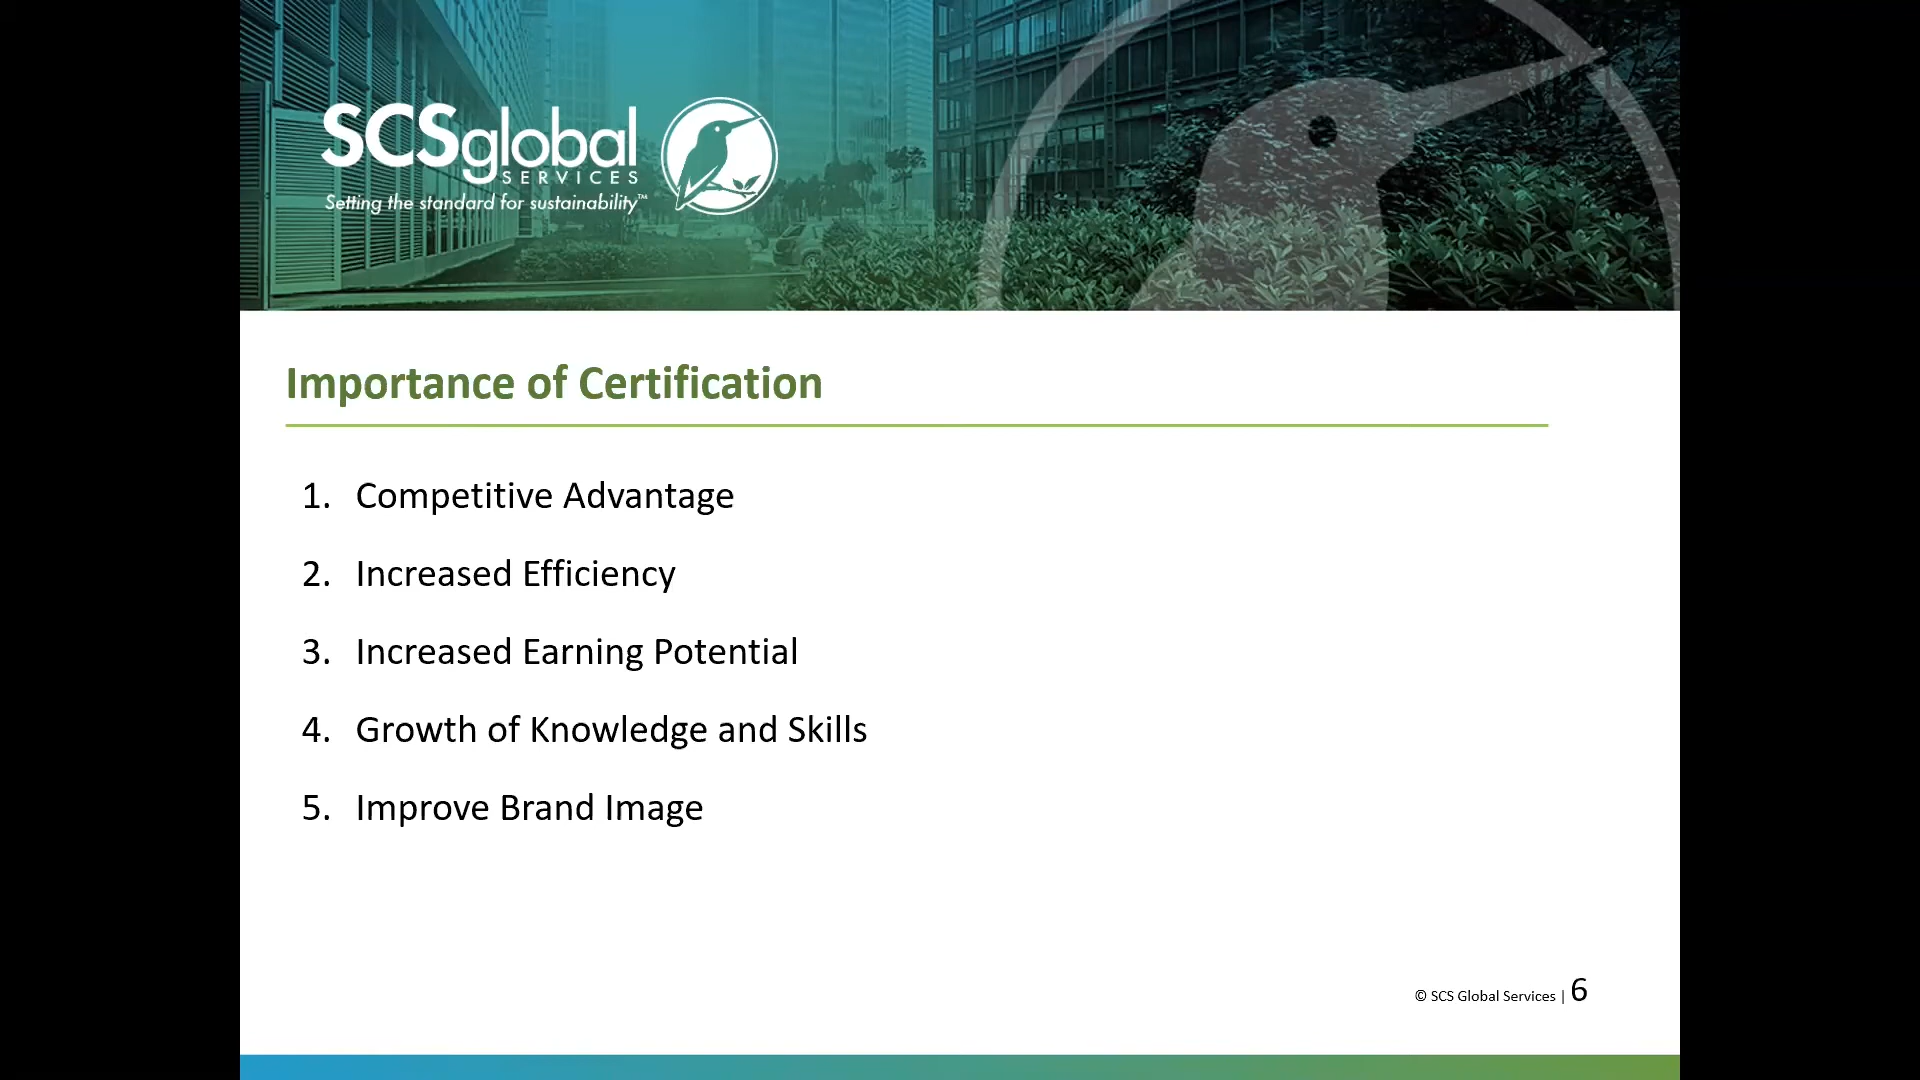 SCSglobal
SERVICES
Setting the standard for sustainability™
Importance of Certification
1. Competitive Advantage
2. Increased Efficiency
3. Increased Earning Potential
4. Growth of Knowledge and Skills
5. Improve Brand Image
© SCS Global Services | 6